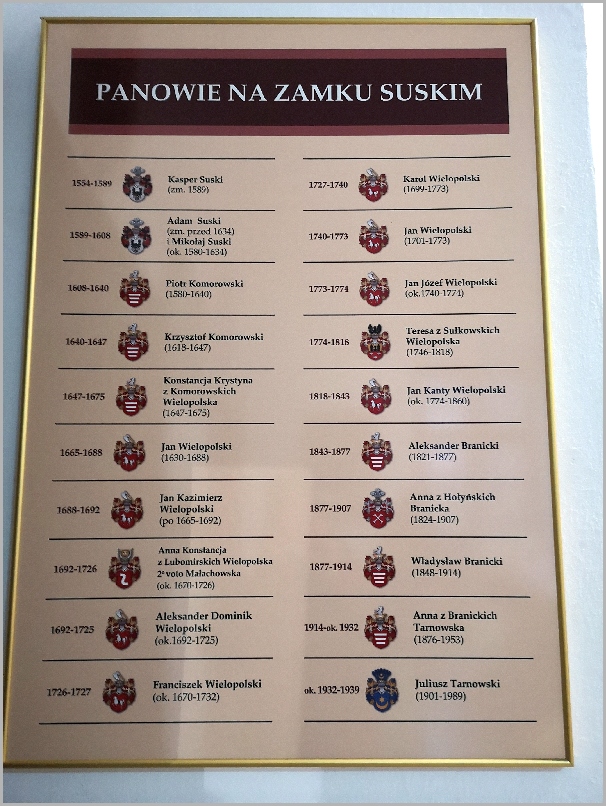 PANOWIE NA ZAMKU SUSKIM
1554-1589
Kasper Suski
(zm. 1589)
1589-1608
Adam Suski
(zm. przed 1634)
i Mikołaj Suski
(ok. 1580-1634)
1608-1640
Piotr Komorowski
(1580-1640)
1640-1647
Krzysztof Komorowski
(1618-1647)
1647-1675
Konstancja Krystyna
z Komorowskich
Wielopolska
(1647-1675)
1665-1688
Jan Wielopolski
(1630-1688)
1688-1692
Jan Kazimierz
Wielopolski
(po 1665-1692)
1692-1726
Anna Konstancja
z Lubomirskich Wielopolska
2º voto Małachowska
(ok. 1670-1726)
1692-1725
Aleksander Dominik
Wielopolski
(ok.1692-1725)
1726-1727
Franciszek Wielopolski
(ok. 1670-1732)
1727-1740
Karol Wielopolski
(1699-1773)
1740-1773
Jan Wielopolski
(1701-1773)
1773-1774
Jan Józef Wielopolski
(ok.1740-1774)
1774-1818
Teresa z Sułkowskich
Wielopolska
(1746-1818)
1818-1843
Jan Kanty Wielopolski
(ok. 1774-1860)
1843-1877
Aleksander Branicki
(1821-1877)
1877-1907
Anna z Hołyńskich
Branicka
(1824-1907)
1877-1914
Władysław Branicki
(1848-1914)
1914-ok. 1932
Anna z Branickich
Tarnowska
(1876-1953)
ok. 1932-1939
Juliusz Tarnowski
(1901-1989)